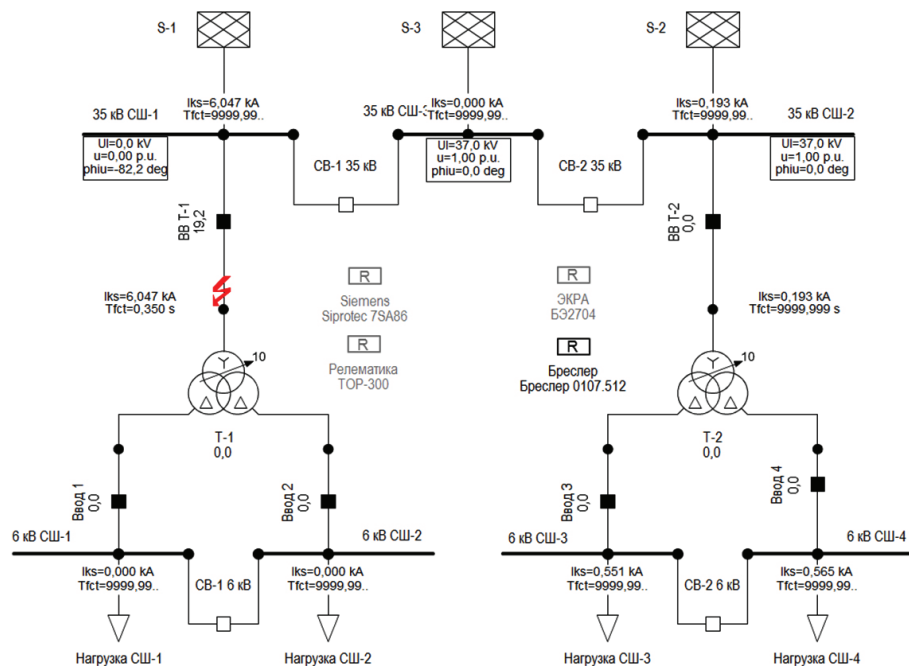 S-1
S-3
S-2
Iks=6,047 kA
Tfct=9999,99..
Iks=0,000 kA
Tfct=9999,99..
Iks=0,193 kA
Tfct=9999,99..
35 кВ СШ-1
35 кВ СШ-3
35 кВ СШ-2
Ul=0,0 kV
u=0,00 p.u.
phiu=-82,2 deg
Ul=37,0 kV
u=1,00 p.u.
phiu=0,0 deg
Ul=37,0 kV
u=1,00 p.u.
phiu=0,0 deg
СВ-1 35 кВ
СВ-2 35 кВ
ВВ Т-1
19,2
ВВ Т-2
0,0
Iks=6,047 kA
Tfct=0,350 s
R
Siemens
Siprotec 7SA86
R
ЭКРА
БЭ2704
Iks=0,193 kA
Tfct=9999,999 s
R
Релематика
ТОР-300
R
Бреслер
Бреслер 0107.512
10
10
Т-1
0,0
Т-2
0,0
Ввод 1
0,0
Ввод 2
0,0
Ввод 3
0,0
Ввод 4
0,0
6 кВ СШ-1
6 кВ СШ-2
6 кВ СШ-3
6 кВ СШ-4
Iks=0,000 kA
Tfct=9999,99..
СВ-1 6 кВ
Iks=0,000 kA
Tfct=9999,99..
Iks=0,551 kA
Tfct=9999,99..
СВ-2 6 кВ
Iks=0,565 kA
Tfct=9999,99..
Нагрузка СШ-1
Нагрузка СШ-2
Нагрузка СШ-3
Нагрузка СШ-4